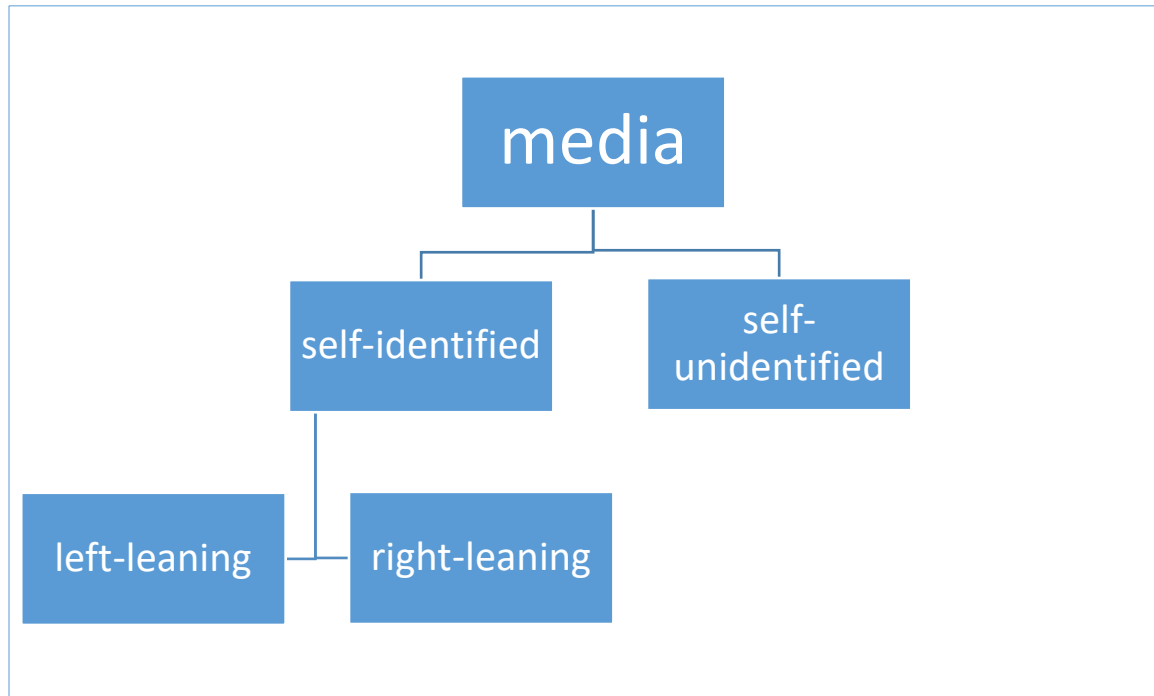 media
self-identified
self-
unidentified
left-leaning
right-leaning